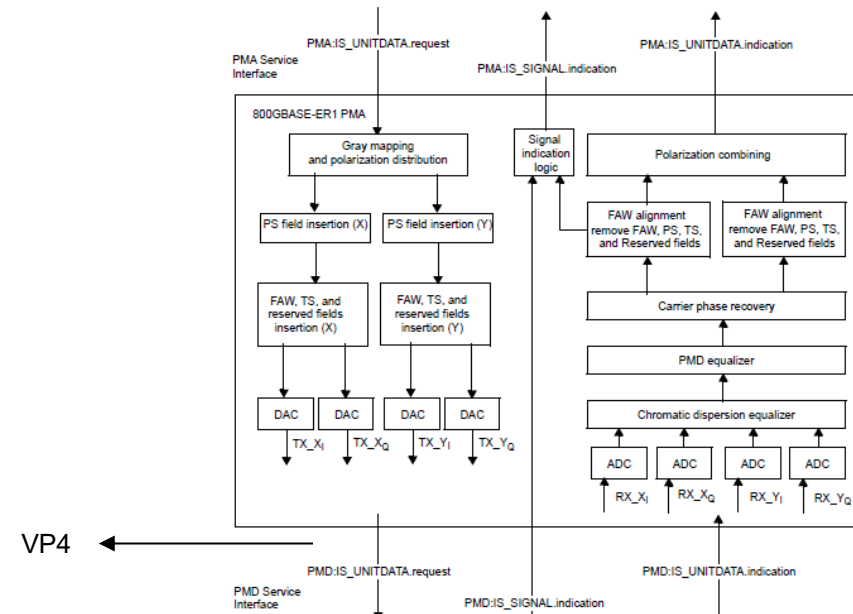 PMA:IS_UNITDATA.request
PMA:IS_UNITDATA.indication
PMA Service
Interface
PMA:IS_SIGNAL.indication
800GBASE-ER1 PMA
Gray mapping
and polarization distribution
Signal
indication
logic
Polarization combining
PS field insertion (X)
PS field insertion (Y)
FAW alignment
remove FAW, PS, TS,
and Reserved fields
FAW alignment
remove FAW, PS, TS,
and Reserved fields
FAW, TS, and
reserved fields
insertion (X)
FAW, TS, and
reserved fields
insertion (Y)
Carrier phase recovery
PMD equalizer
Chromatic dispersion equalizer
DAC
DAC
DAC
DAC
TX_XI
TX_XQ
TX_YI
TX_YQ
ADC
ADC
ADC
ADC
RX_XI
RX_XQ
RX_YI
RX_YQ
VP4
PMD:IS_UNITDATA.request
PMD:IS_UNITDATA.indication
PMD Service
Interface
PMD:IS_SIGNAL.indication